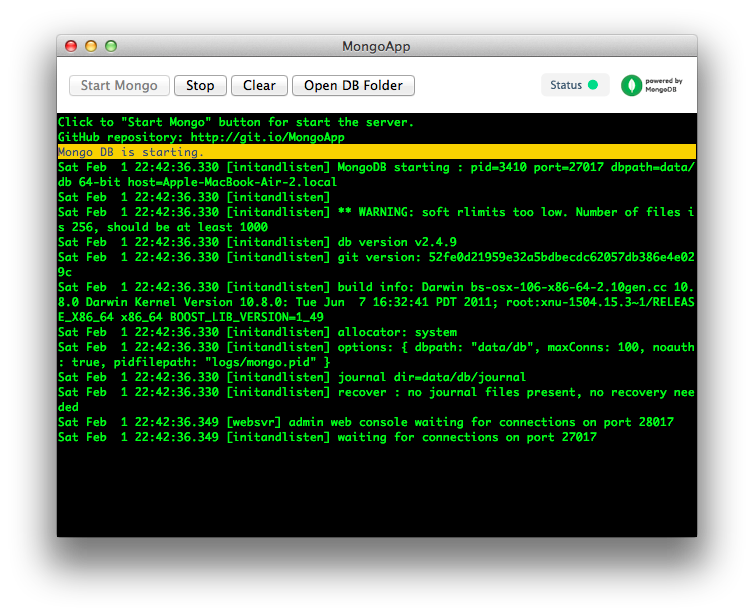 MongoApp
Start Mongo Stop Clear Open DB Folder Status powered by
MongoDB
Click to "Start Mongo" button for start the server.
GitHub repository: http://git.io/MongoApp
Mongo DB is starting.
Sat Feb  1 22:42:36.330 [initandlisten] MongoDB starting : pid=3410 port=27017 dbpath=data/
db 64-bit host=Apple-MacBook-Air-2.local
Sat Feb  1 22:42:36.330 [initandlisten]
Sat Feb  1 22:42:36.330 [initandlisten] ** WARNING: soft rlimits too low. Number of files i
s 256, should be at least 1000
Sat Feb  1 22:42:36.330 [initandlisten] db version v2.4.9
Sat Feb  1 22:42:36.330 [initandlisten] git version: 52fe0d21959e32a5bdbecdc62057db386e4e02
9c
Sat Feb  1 22:42:36.330 [initandlisten] build info: Darwin bs-osx-106-x86-64-2.10gen.cc 10.
8.0 Darwin Kernel Version 10.8.0: Tue Jun  7 16:32:41 PDT 2011; root:xnu-1504.15.3~1/RELEAS
E_X86_64 x86_64 BOOST_LIB_VERSION=1_49
Sat Feb  1 22:42:36.330 [initandlisten] allocator: system
Sat Feb  1 22:42:36.330 [initandlisten] options: { dbpath: "data/db", maxConns: 100, noauth
: true, pidfilepath: "logs/mongo.pid" }
Sat Feb  1 22:42:36.330 [initandlisten] journal dir=data/db/journal
Sat Feb  1 22:42:36.330 [initandlisten] recover : no journal files present, no recovery nee
ded
Sat Feb  1 22:42:36.349 [websvr] admin web console waiting for connections on port 28017
Sat Feb  1 22:42:36.349 [initandlisten] waiting for connections on port 27017